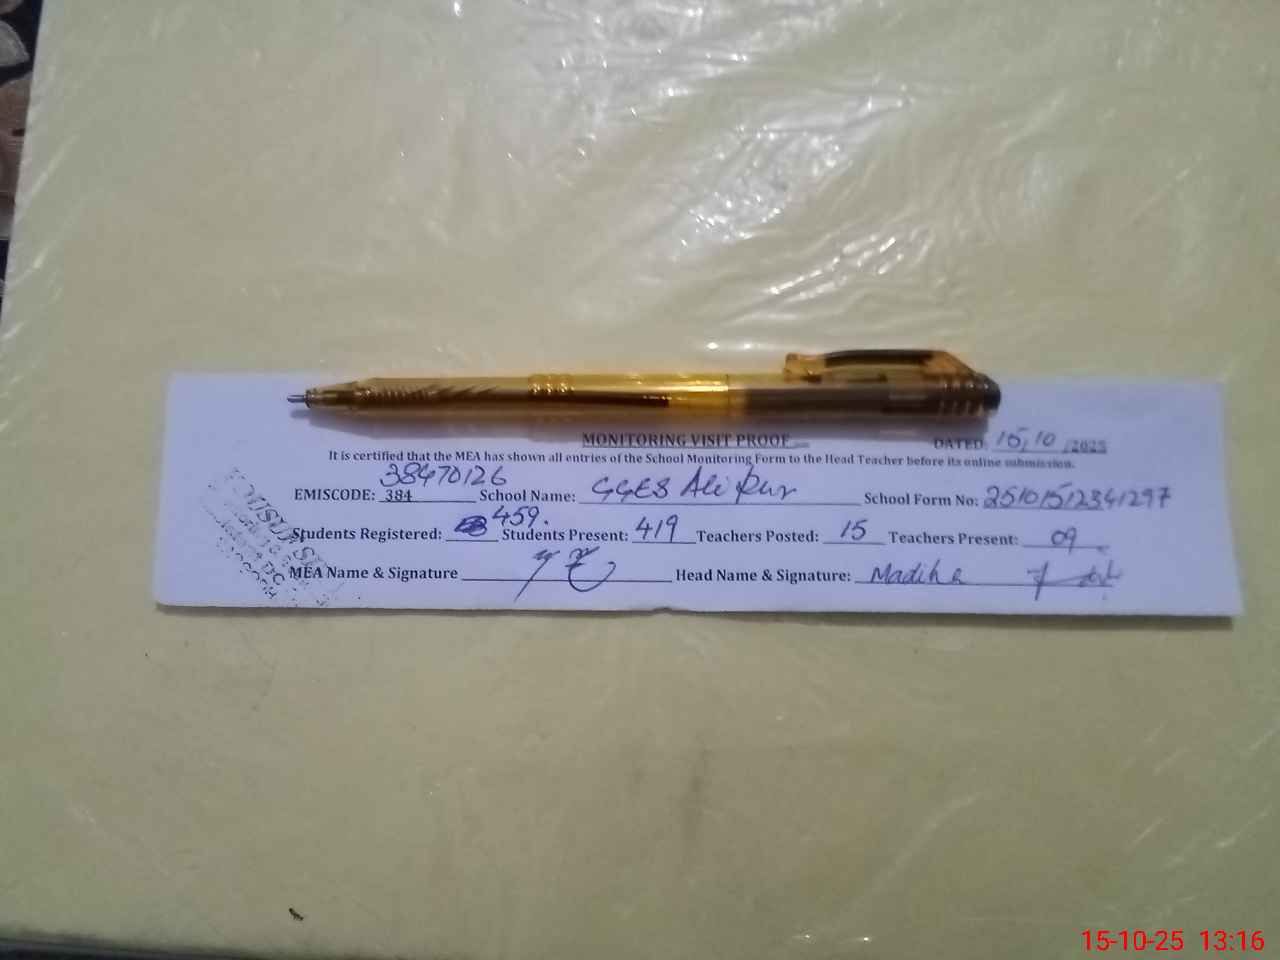 MONITORING VISIT PROOF
DATED: 15,10 /2025
It is certified that the MEA has shown all entries of the School Monitoring Form to the Head Teacher before its online submission.
38470126
EMISCODE: 384 School Name: GGES Ali Pur School Form No: 25101512341297
Students Registered: 459. Students Present: 419 Teachers Posted: 15 Teachers Present: 09
MEA Name & Signature Head Name & Signature: Madiha
15-10-25 13:16